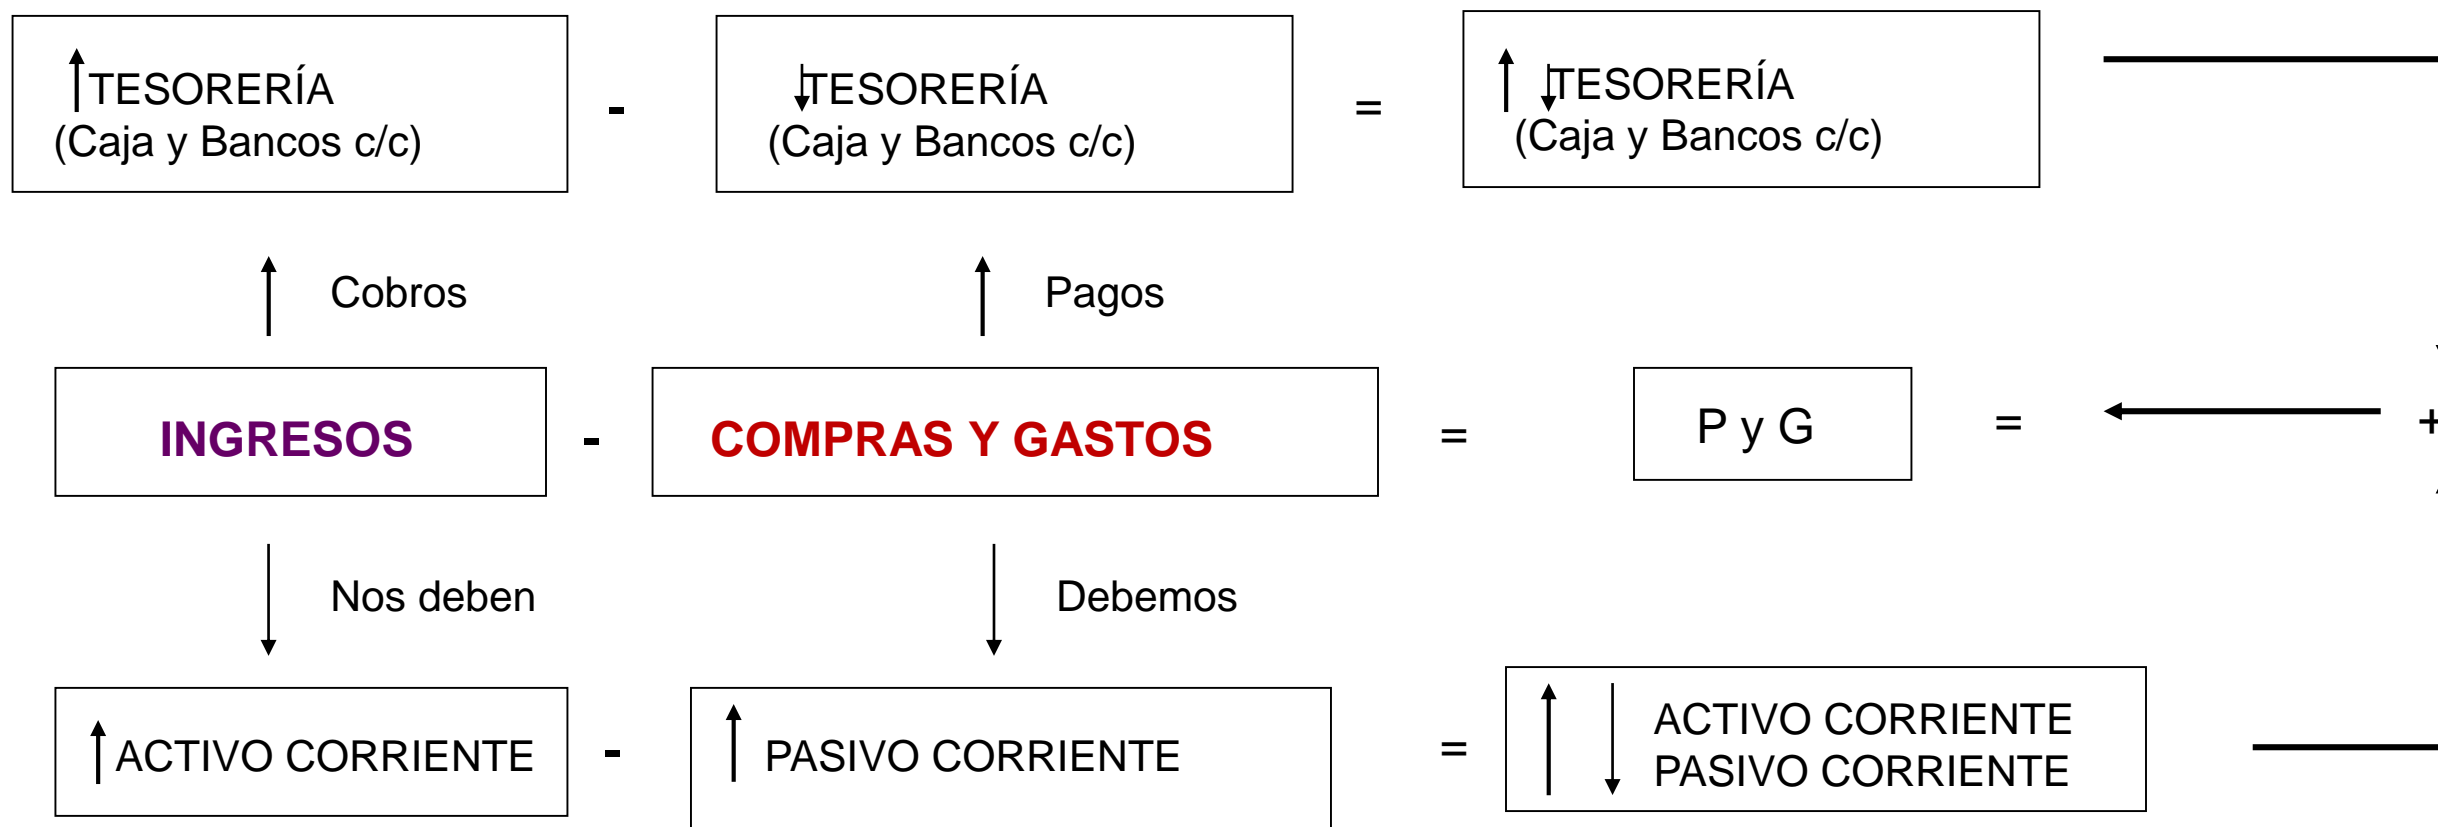 TESORERÍA
(Caja y Bancos c/c)
-
TESORERÍA
(Caja y Bancos c/c)
=
TESORERÍA
(Caja y Bancos c/c)
Cobros
Pagos
INGRESOS
-
COMPRAS Y GASTOS
=
P y G
=
+
Nos deben
Debemos
ACTIVO CORRIENTE
-
PASIVO CORRIENTE
=
ACTIVO CORRIENTE
PASIVO CORRIENTE